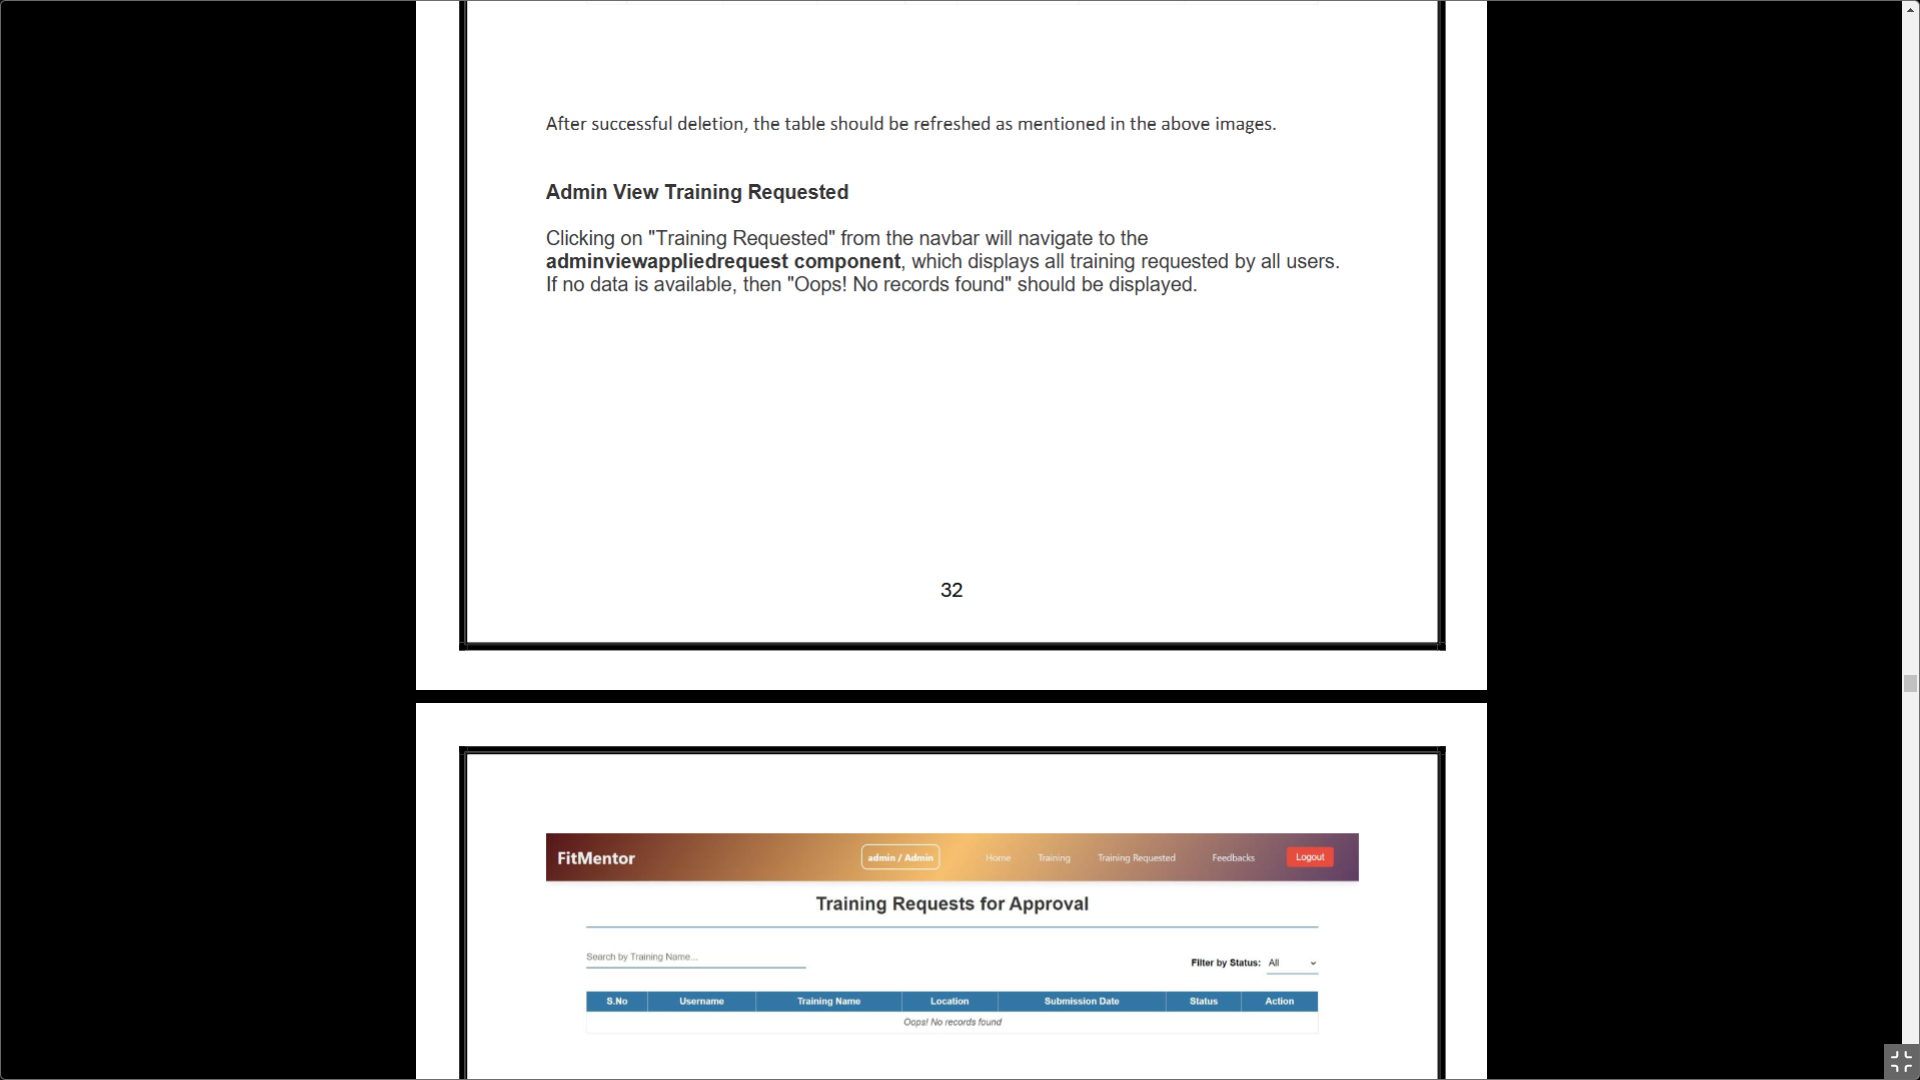 After successful deletion, the table should be refreshed as mentioned in the above images.
Admin View Training Requested
Clicking on "Training Requested" from the navbar will navigate to the
adminviewappliedrequest component, which displays all training requested by all users.
If no data is available, then "Oops! No records found" should be displayed.
32
FitMentor admin / Admin Home Training Training Requested Feedbacks Logout
Training Requests for Approval
Search by Training Name...
Filter by Status: All
S.No Username Training Name Location Submission Date Status Action
Oops! No records found